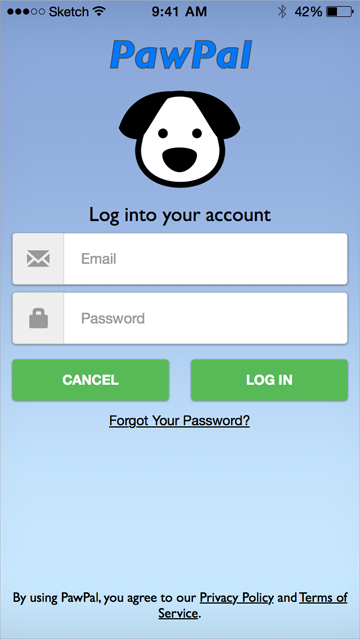 Sketch 9:41 AM 42%
PawPal
Log into your account
Email
Password
CANCEL LOG IN
Forgot Your Password?
By using PawPal, you agree to our Privacy Policy and Terms of
Service.